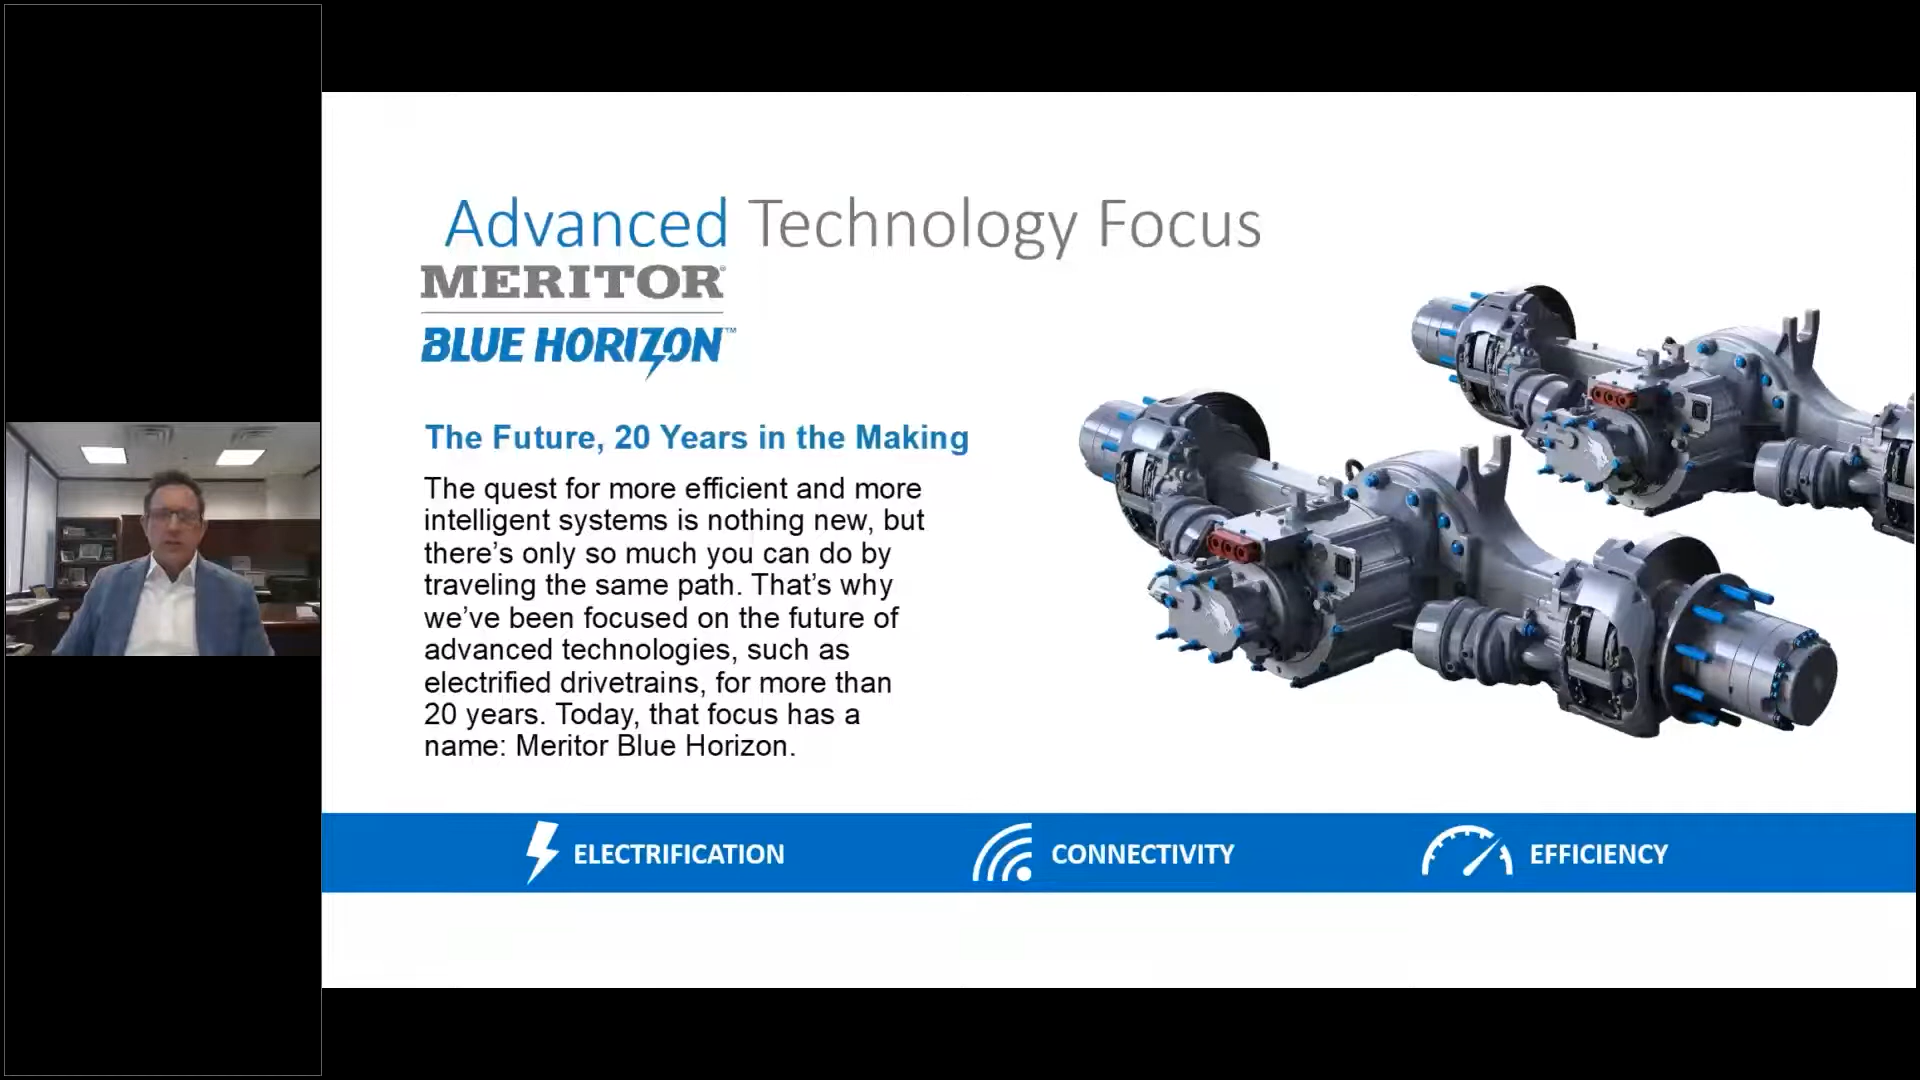 Advanced Technology Focus
MERITOR®
BLUE HORIZON™
The Future, 20 Years in the Making
The quest for more efficient and more
intelligent systems is nothing new, but
there’s only so much you can do by
traveling the same path. That’s why
we’ve been focused on the future of
advanced technologies, such as
electrified drivetrains, for more than
20 years. Today, that focus has a
name: Meritor Blue Horizon.
ELECTRIFICATION
CONNECTIVITY
EFFICIENCY